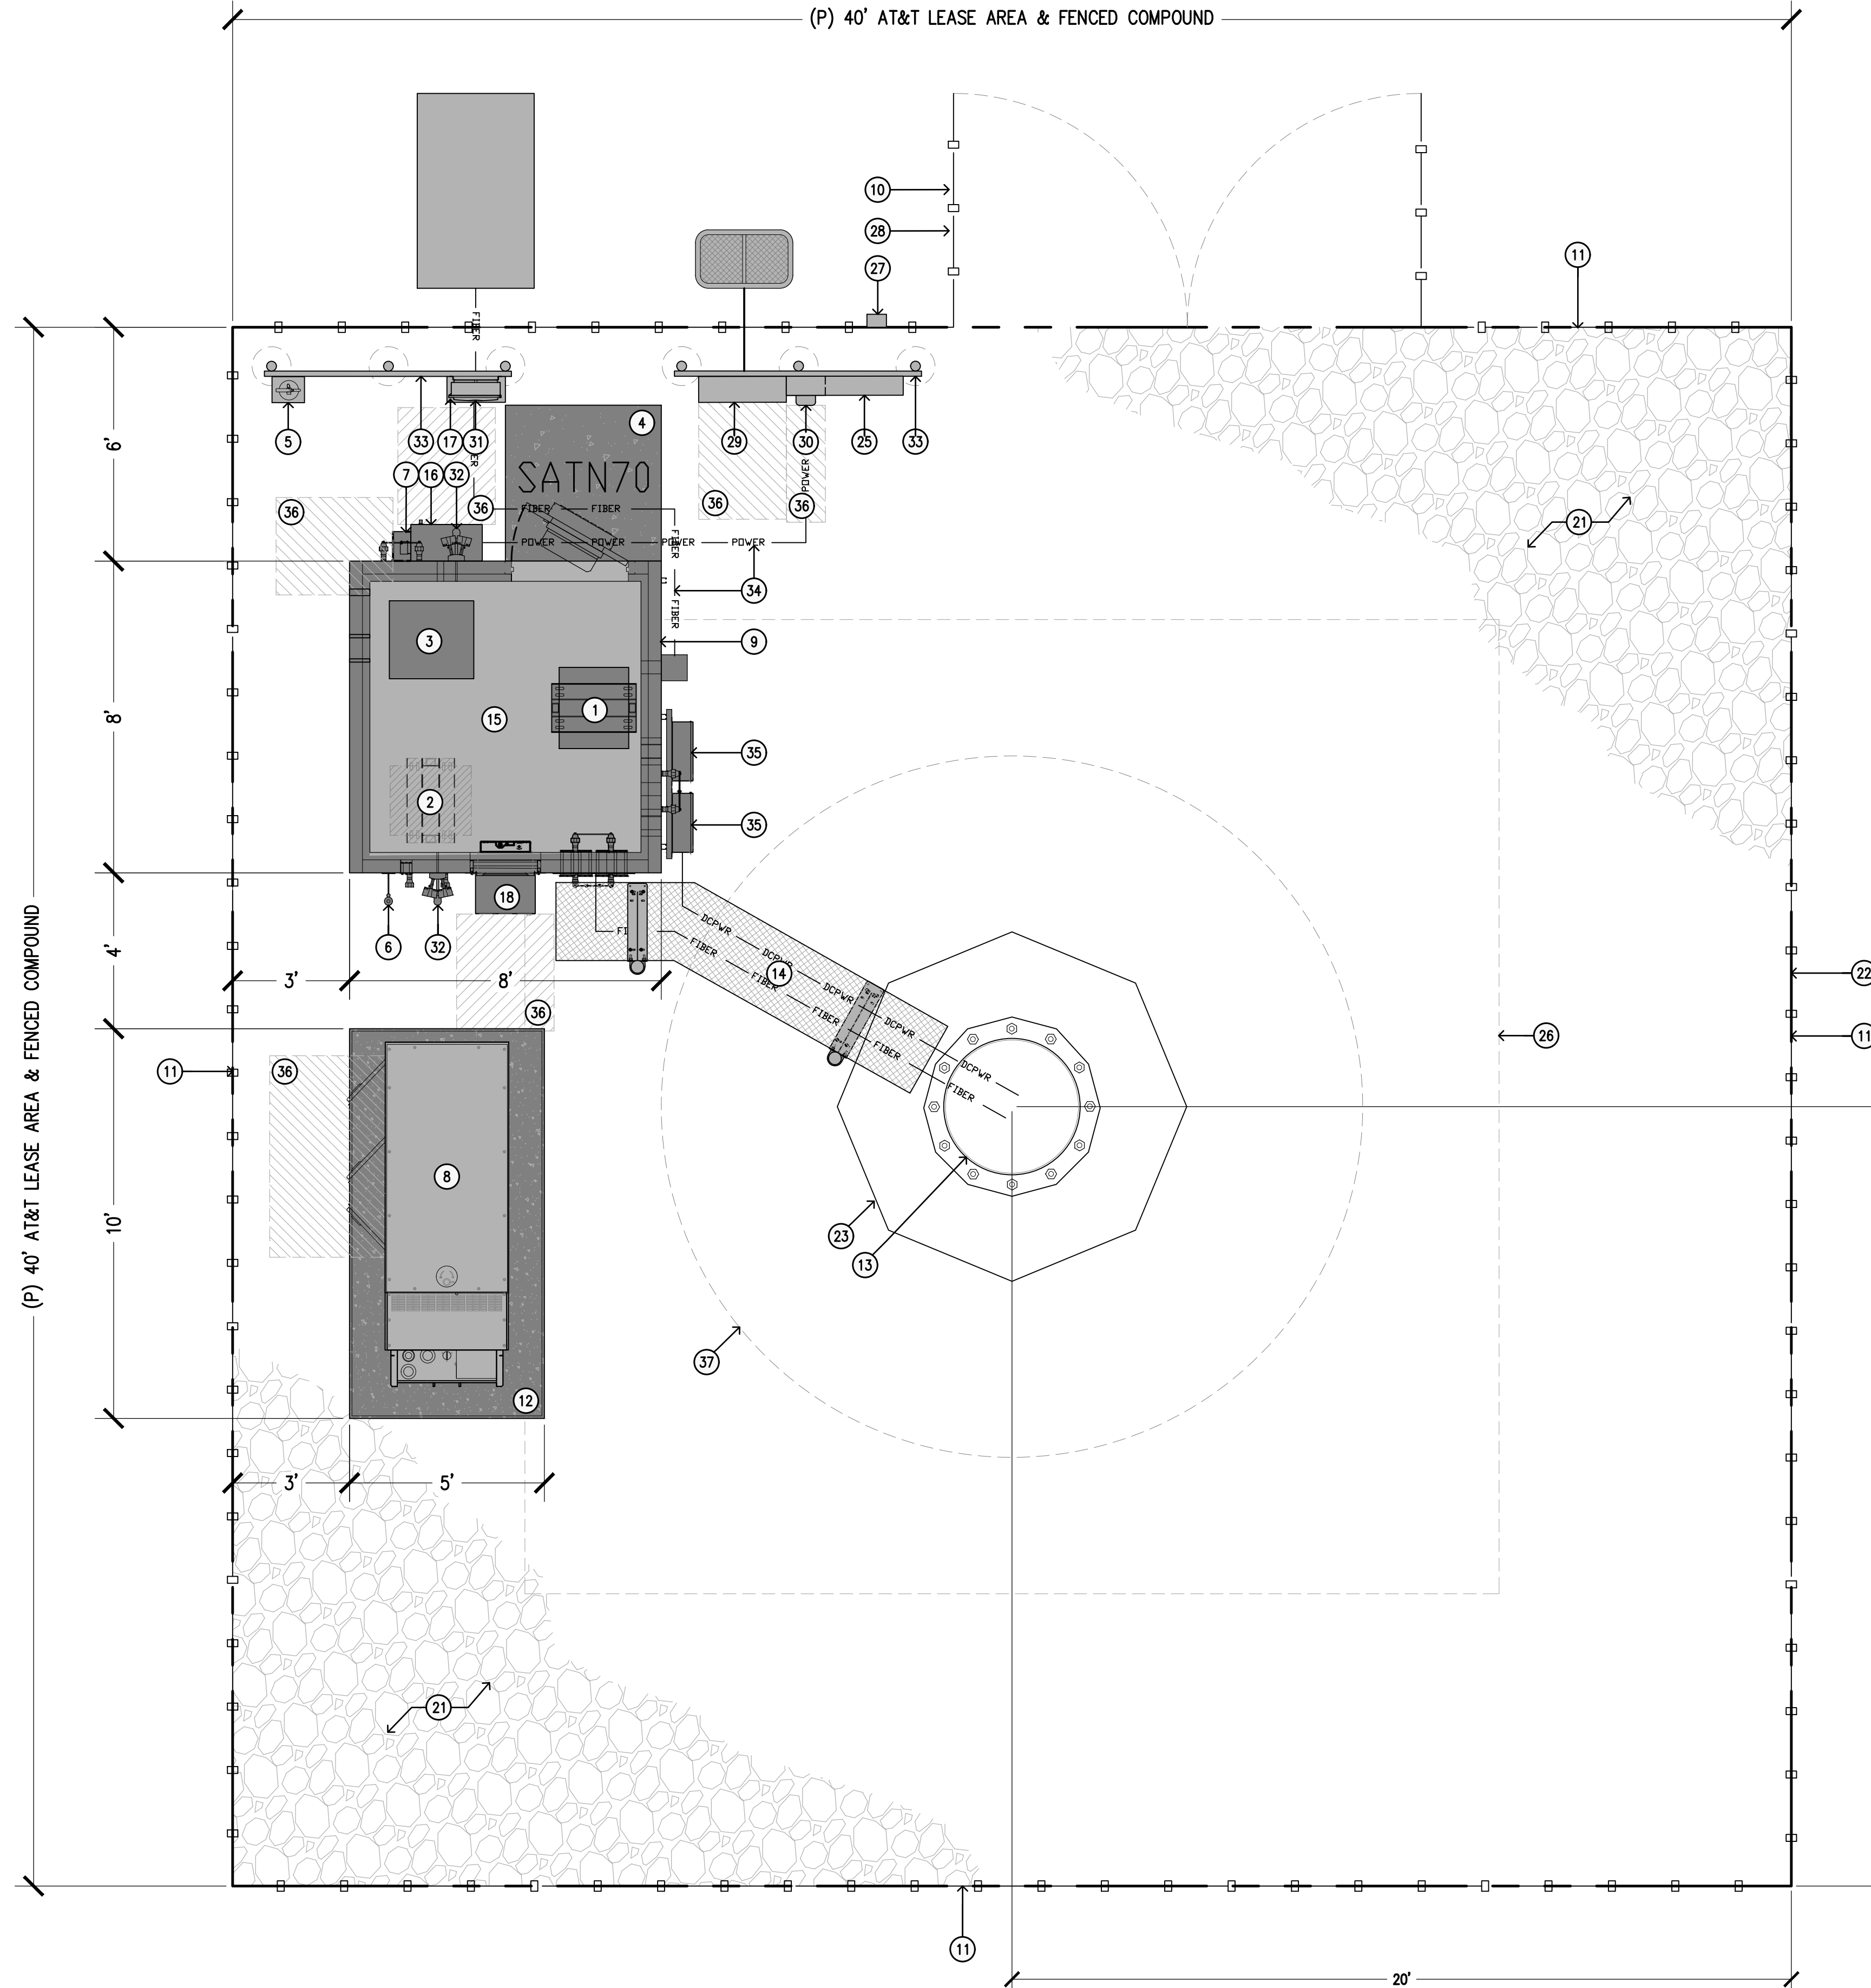 (P) 40' AT&T LEASE AREA & FENCED COMPOUND
10
28
27
11
FIBER
5
33
17
31
4
29
30
25
33
6'
7
16
32
SATN70
36
36
36
36
POWER
21
FIBER
FIBER
POWER
POWER
POWER
POWER
FIBER
34
FIBER
3
9
8'
15
1
35
2
35
18
6
32
FIBER
DCPWR
DCPWR
14
FIBER
DCPWR
FIBER
DCPWR
FIBER
DCPWR
FIBER
4'
3'
8'
22
36
26
11
11
36
(P) 40' AT&T LEASE AREA & FENCED COMPOUND
8
10'
23
13
37
12
3'
5'
21
11
20'